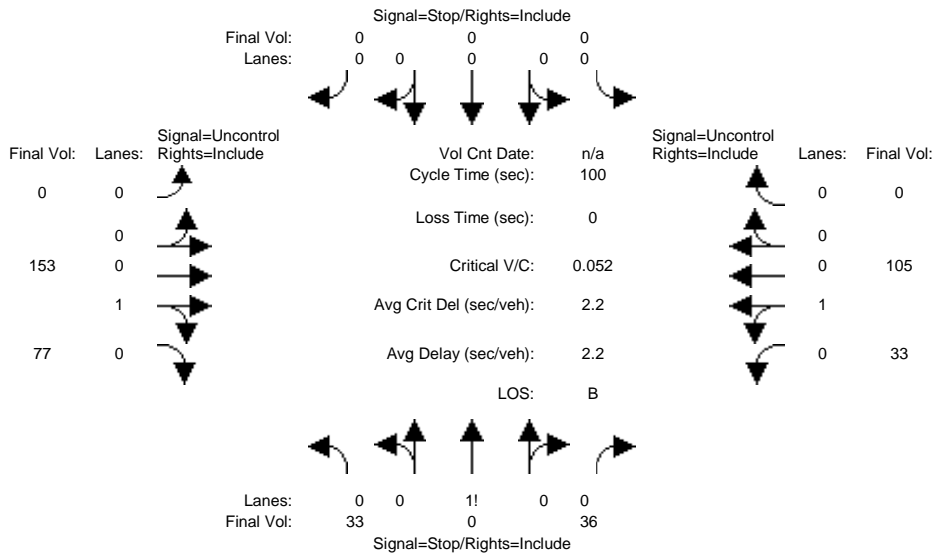 Signal=Stop/Rights=Include
Final Vol: 0 0 0
Lanes: 0 0 0 0 0
Signal=Uncontrol Signal=Uncontrol
Final Vol: Lanes: Rights=Include Vol Cnt Date: n/a Rights=Include Lanes: Final Vol:
Cycle Time (sec): 100
0 0 0 0
Loss Time (sec): 0
0 0
153 0 Critical V/C: 0.052 0 105
1 Avg Crit Del (sec/veh): 2.2 1
77 0 Avg Delay (sec/veh): 2.2 0 33
LOS: B
Lanes: 0 0 1! 0 0
Final Vol: 33 0 36
Signal=Stop/Rights=Include